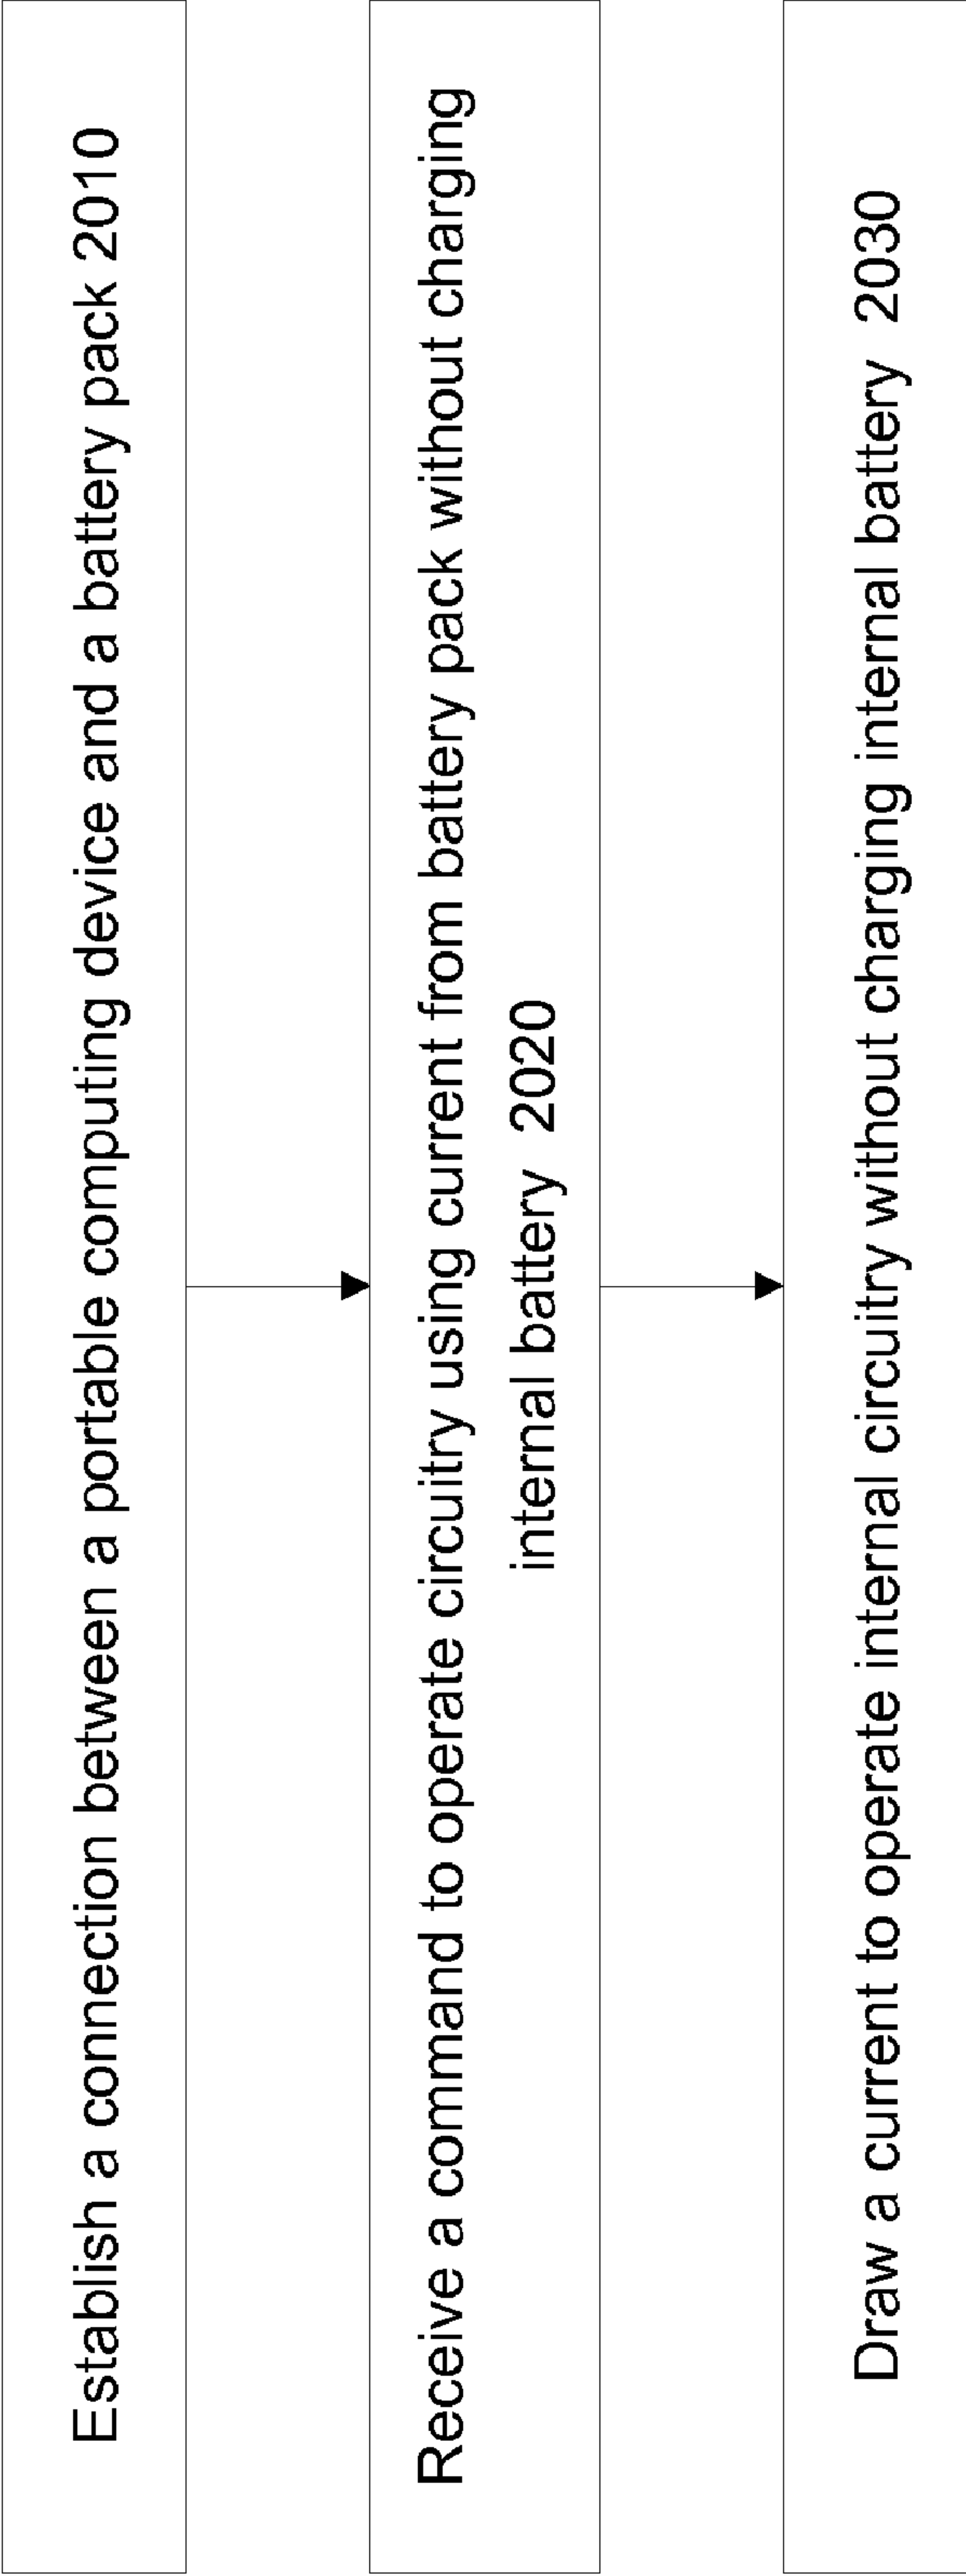 Establish a connection between a portable computing device and a battery pack 2010
Receive a command to operate circuitry using current from battery pack without charging
internal battery 2020
Draw a current to operate internal circuitry without charging internal battery 2030